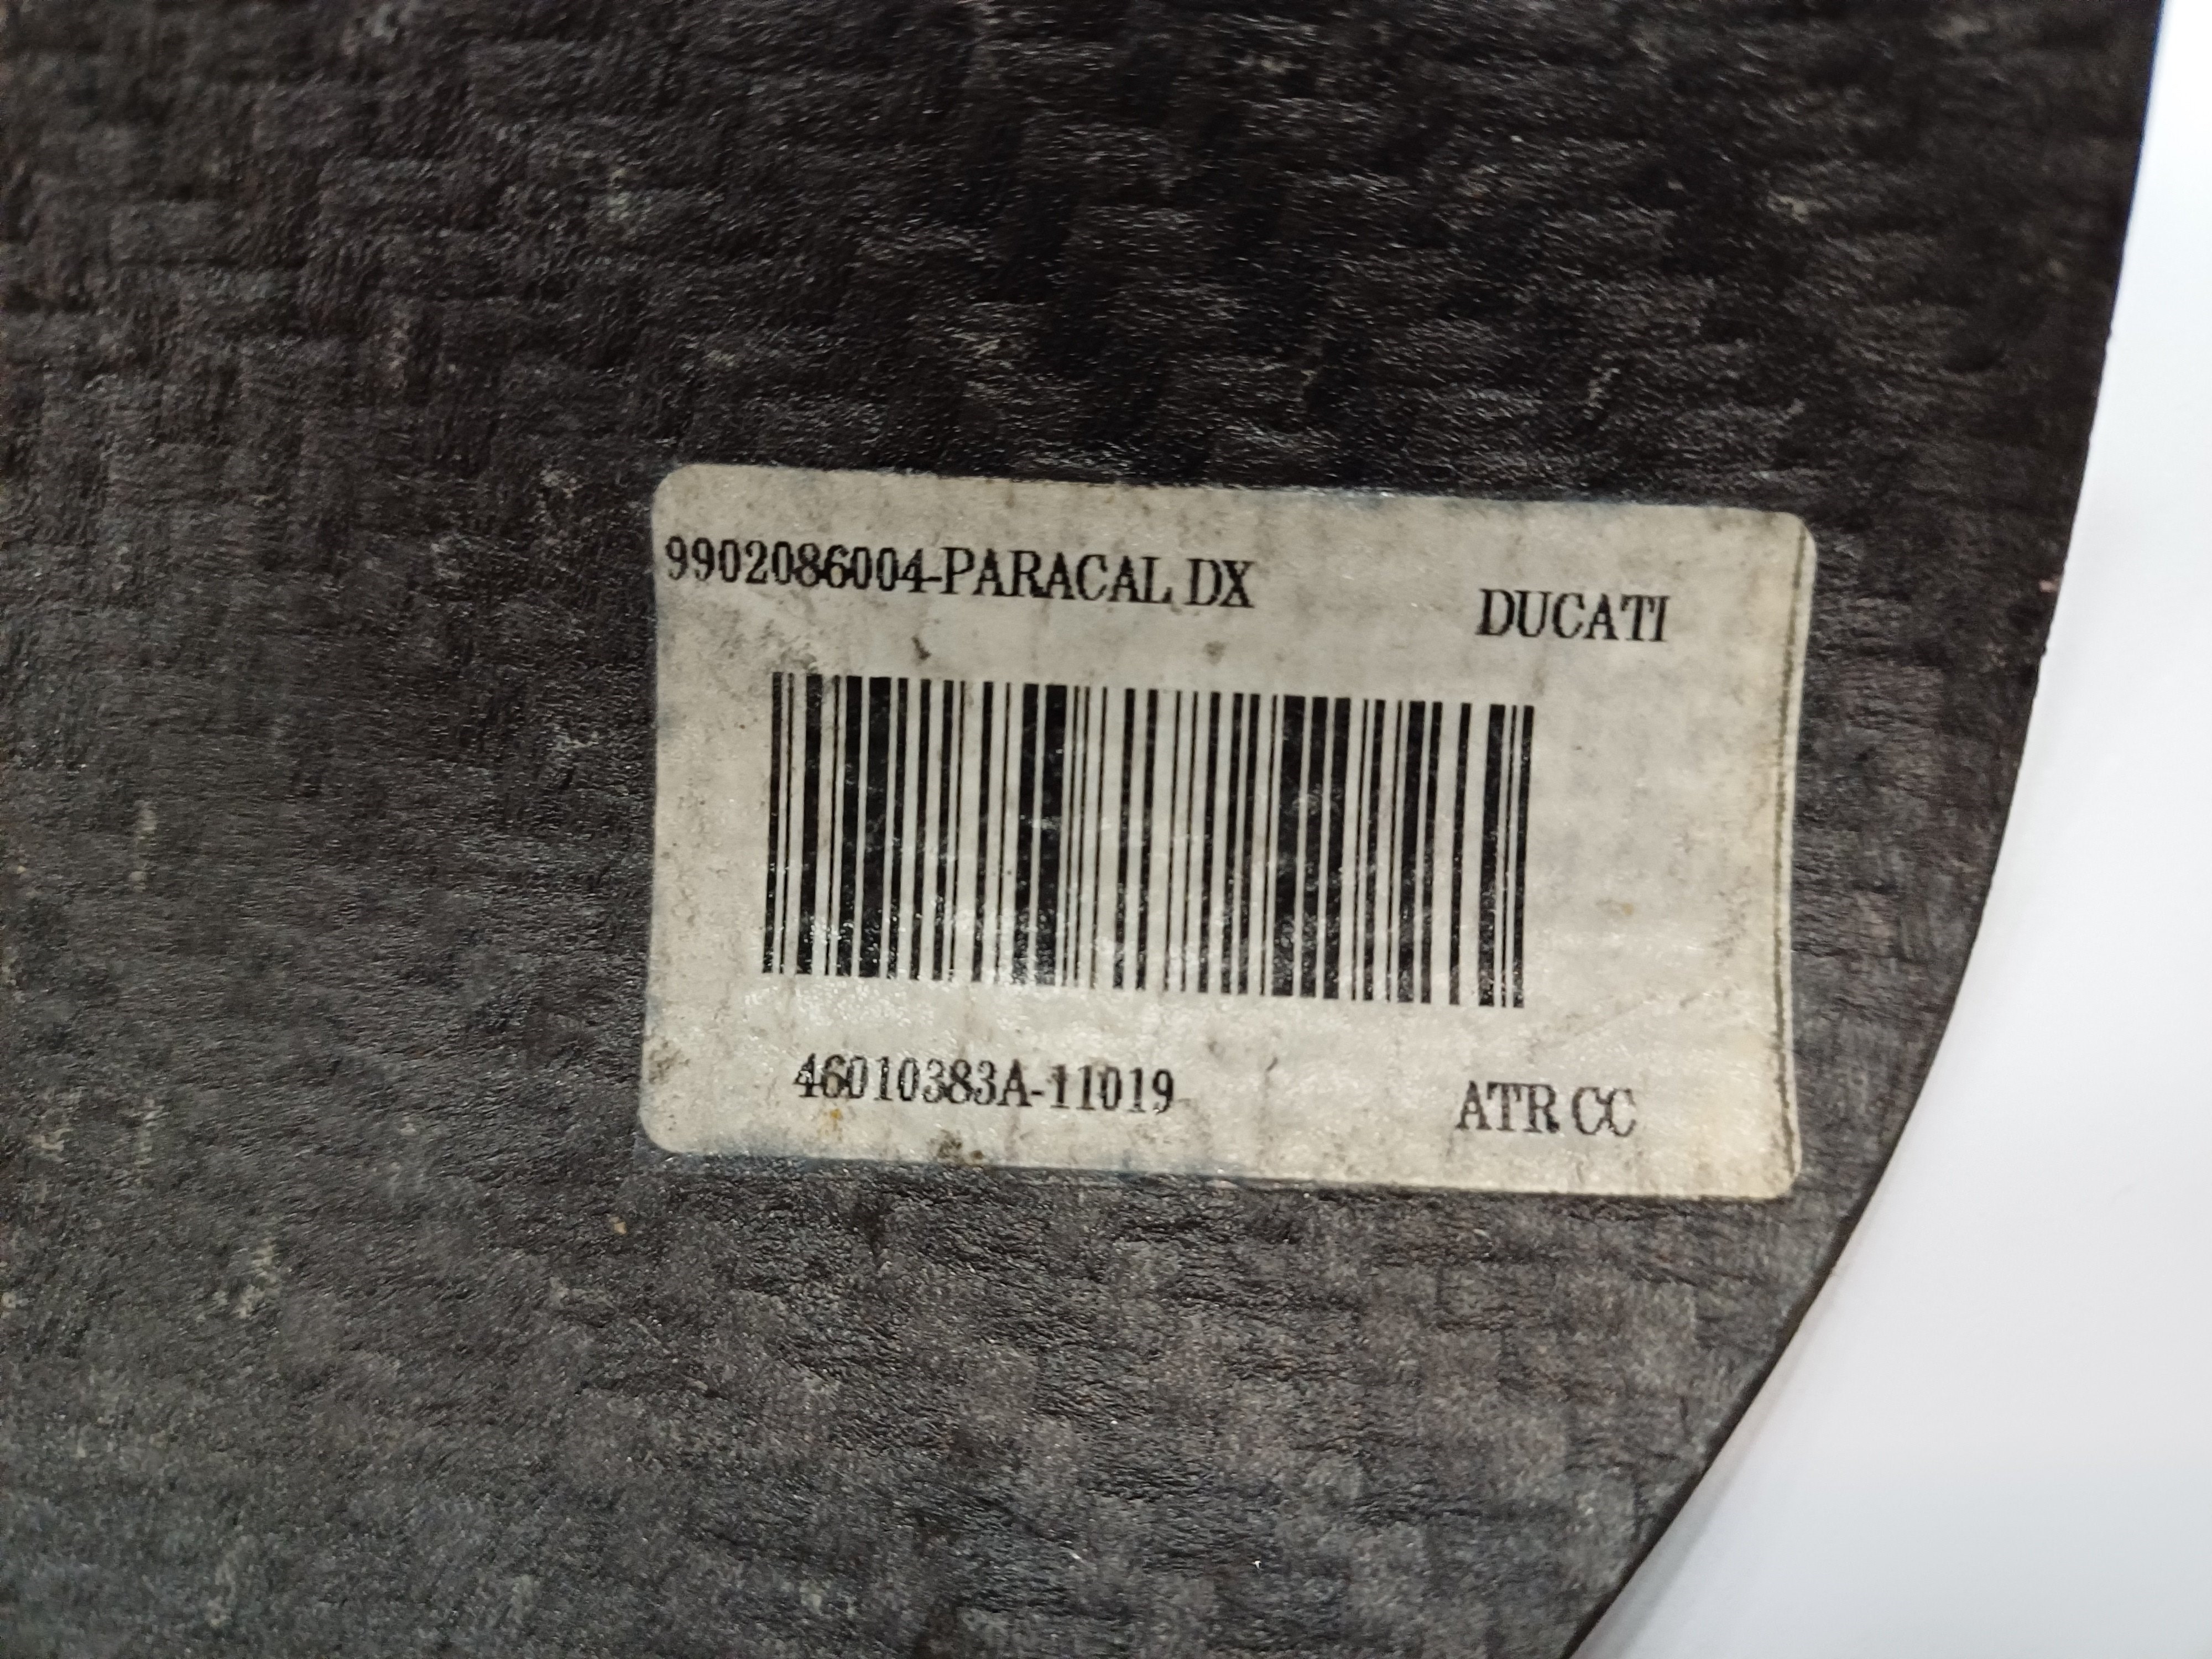 9902086004-PARACAL DX
DUCATI
46010383A-11019
ATR CC